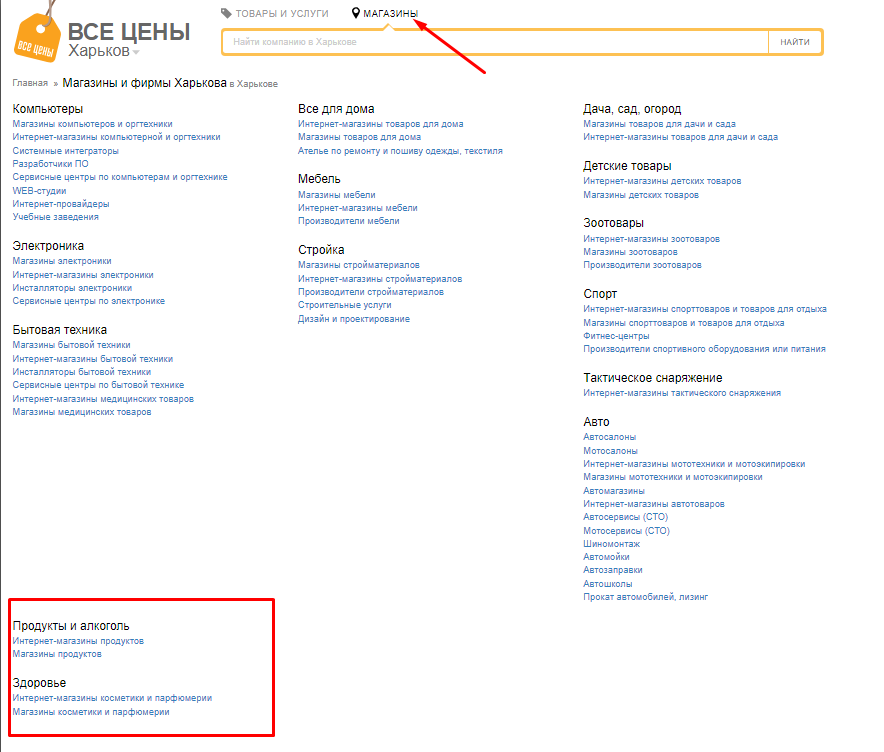 ТОВАРЫ И УСЛУГИ
МАГАЗИНЫ
все цены
ВСЕ ЦЕНЫ
Харьков
Найти компанию в Харькове
НАЙТИ
Главная » Магазины и фирмы Харькова в Харькове
Компьютеры
Магазины компьютеров и оргтехники
Интернет-магазины компьютерной и оргтехники
Системные интеграторы
Разработчики ПО
Сервисные центры по компьютерам и оргтехнике
WEB-студии
Интернет-провайдеры
Учебные заведения
Электроника
Магазины электроники
Интернет-магазины электроники
Инсталляторы электроники
Сервисные центры по электронике
Бытовая техника
Магазины бытовой техники
Интернет-магазины бытовой техники
Инсталляторы бытовой техники
Сервисные центры по бытовой технике
Интернет-магазины медицинских товаров
Магазины медицинских товаров
Продукты и алкоголь
Интернет-магазины продуктов
Магазины продуктов
Здоровье
Интернет-магазины косметики и парфюмерии
Магазины косметики и парфюмерии
Все для дома
Интернет-магазины товаров для дома
Магазины товаров для дома
Ателье по ремонту и пошиву одежды, текстиля
Мебель
Магазины мебели
Интернет-магазины мебели
Производители мебели
Стройка
Магазины стройматериалов
Интернет-магазины стройматериалов
Производители стройматериалов
Строительные услуги
Дизайн и проектирование
Дача, сад, огород
Магазины товаров для дачи и сада
Интернет-магазины товаров для дачи и сада
Детские товары
Интернет-магазины детских товаров
Магазины детских товаров
Зоотовары
Интернет-магазины зоотоваров
Магазины зоотоваров
Производители зоотоваров
Спорт
Интернет-магазины спорттоваров и товаров для отдыха
Магазины спорттоваров и товаров для отдыха
Фитнес-центры
Производители спортивного оборудования или питания
Тактическое снаряжение
Интернет-магазины тактического снаряжения
Авто
Автосалоны
Мотосалоны
Интернет-магазины мототехники и мотоэкипировки
Магазины мототехники и мотоэкипировки
Автомагазины
Интернет-магазины автотоваров
Автосервисы (СТО)
Мотосервисы (СТО)
Шиномонтаж
Автомойки
Автозаправки
Автошколы
Прокат автомобилей, лизинг